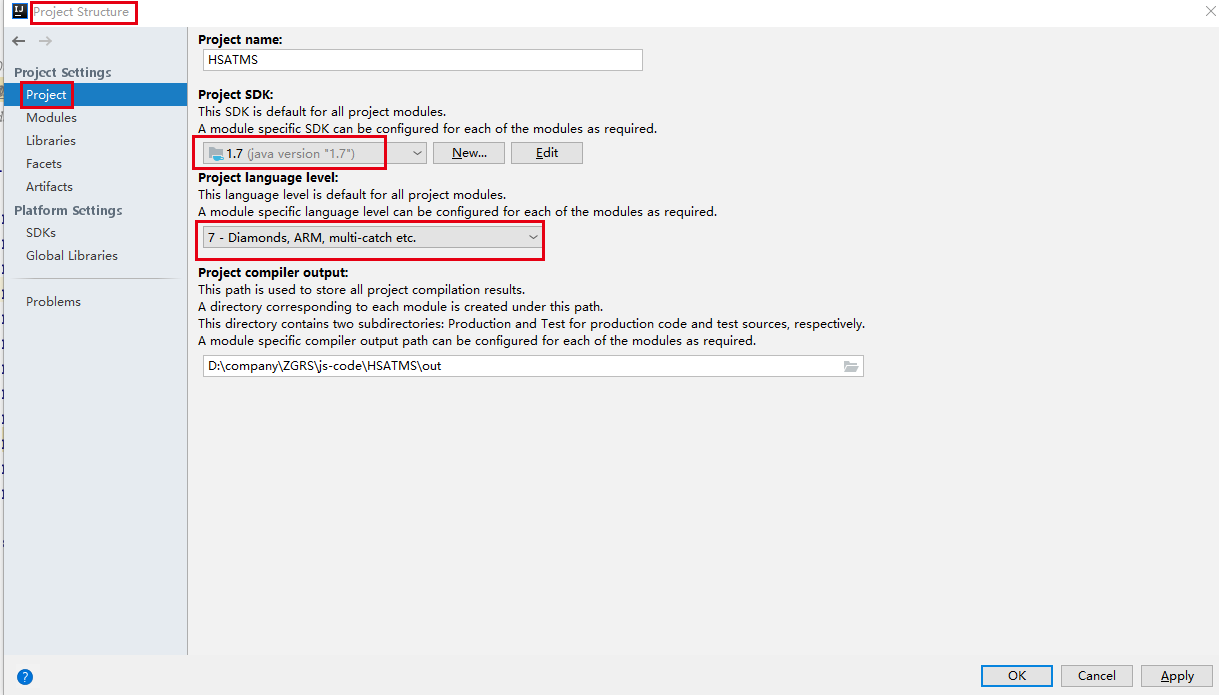 IJ
Project Structure
Project Settings
Project
Modules
Libraries
Facets
Artifacts
Platform Settings
SDKs
Global Libraries
Problems
Project name:
HSATMS
Project SDK:
This SDK is default for all project modules.
A module specific SDK can be configured for each of the modules as required.
1.7 (java version "1.7")
New...
Edit
Project language level:
This language level is default for all project modules.
A module specific language level can be configured for each of the modules as required.
7 - Diamonds, ARM, multi-catch etc.
Project compiler output:
This path is used to store all project compilation results.
A directory corresponding to each module is created under this path.
This directory contains two subdirectories: Production and Test for production code and test sources, respectively.
A module specific compiler output path can be configured for each of the modules as required.
D:\company\ZGRS\js-code\HSATMS\out
?
OK
Cancel
Apply